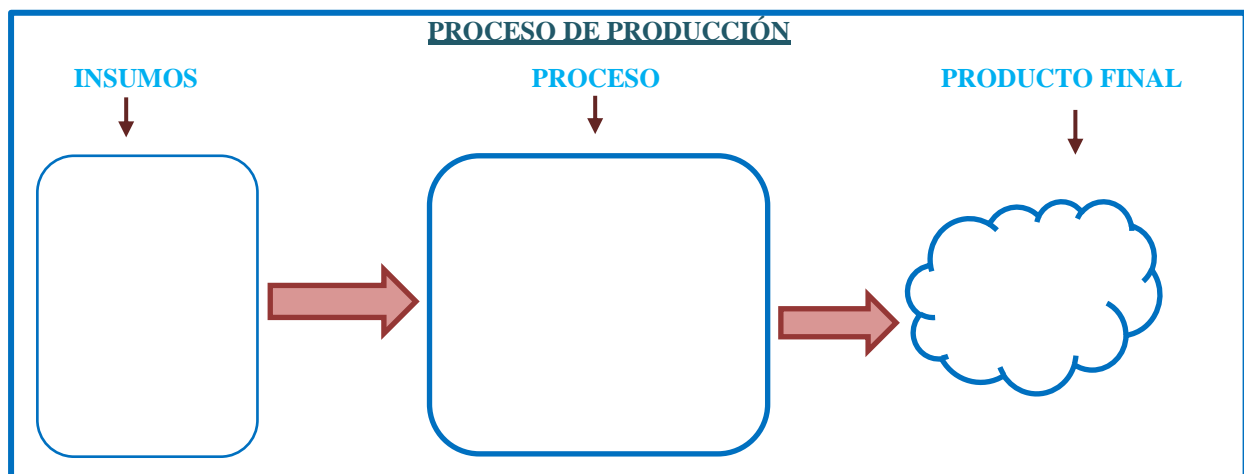 PROCESO DE PRODUCCIÓN
INSUMOS
PROCESO
PRODUCTO FINAL